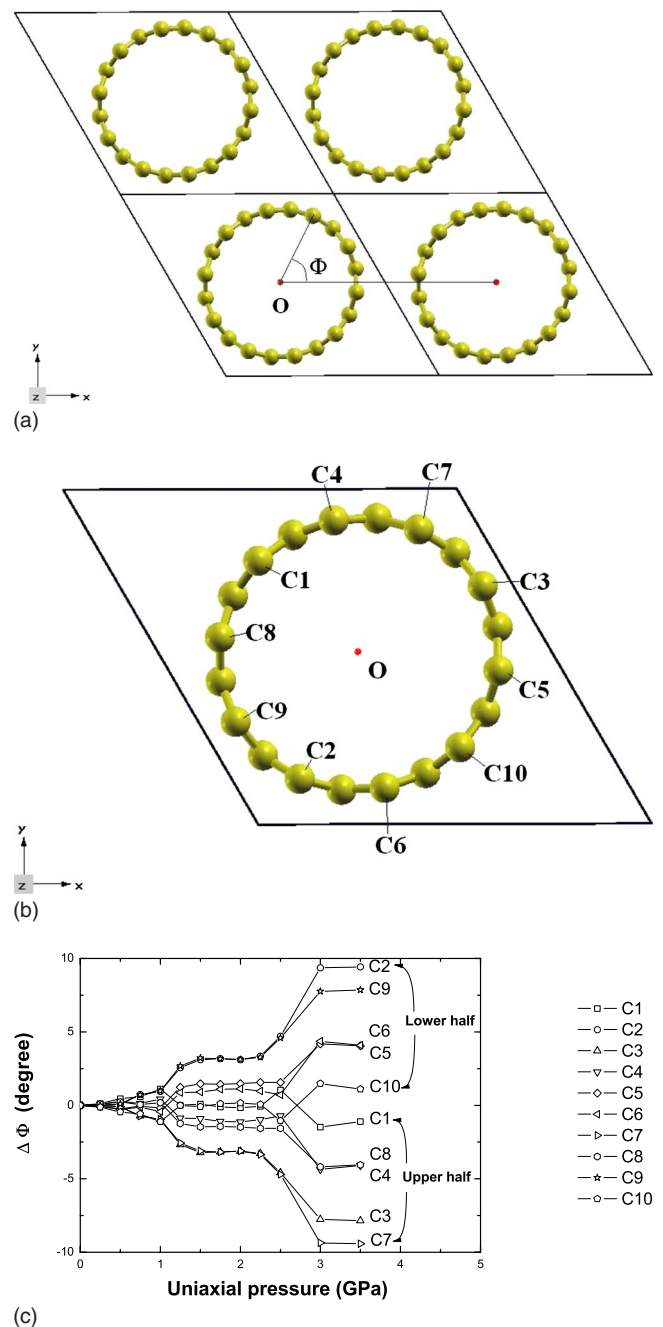 Φ
O
y
z x
(a)
C4 C7
C1 C3
C8
O
C5
C9
C2 C10
C6
y
z x
(b)
10
5
0
-5
-10
Δ Φ (degree)
C2
C9
Lower half
C6
C5
C10
C1
C8
C4
Upper half
C3
C7
0 1 2 3 4 5
Uniaxial pressure (GPa)
C1
C2
C3
C4
C5
C6
C7
C8
C9
C10
(c)